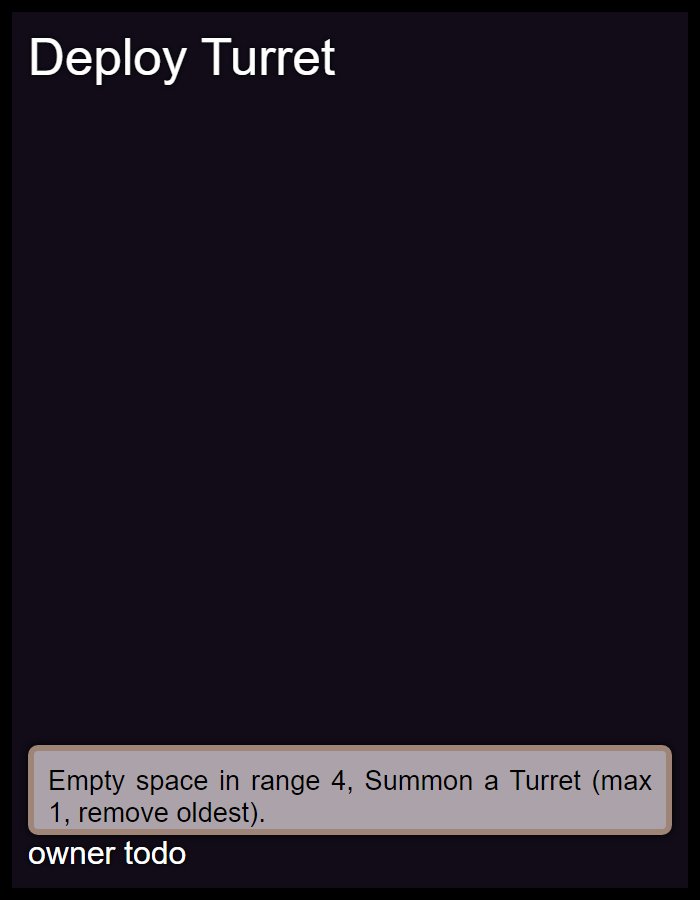 Deploy Turret
Empty space in range 4, Summon a Turret (max
1, remove oldest).
owner todo